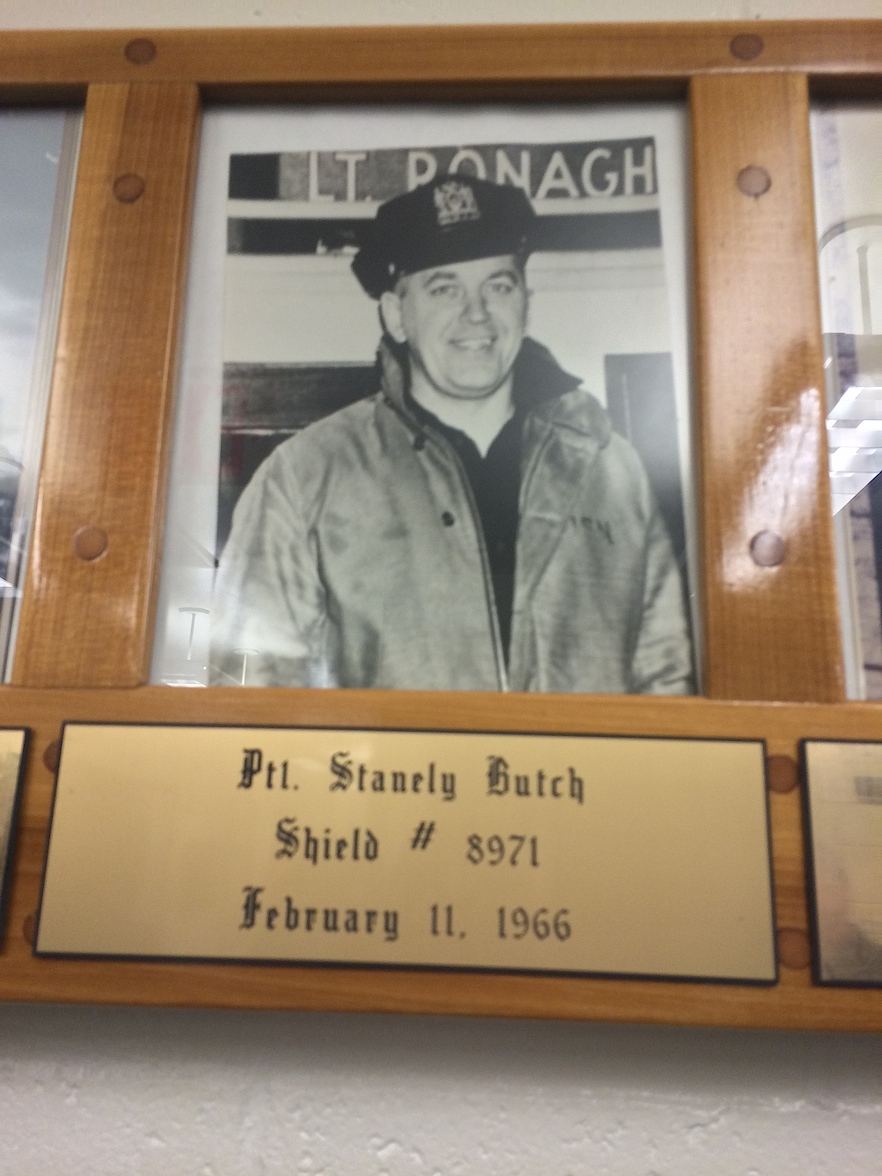 LT. RONAGH
Ptl. Stanely Butch
Shield # 8971
February 11, 1966